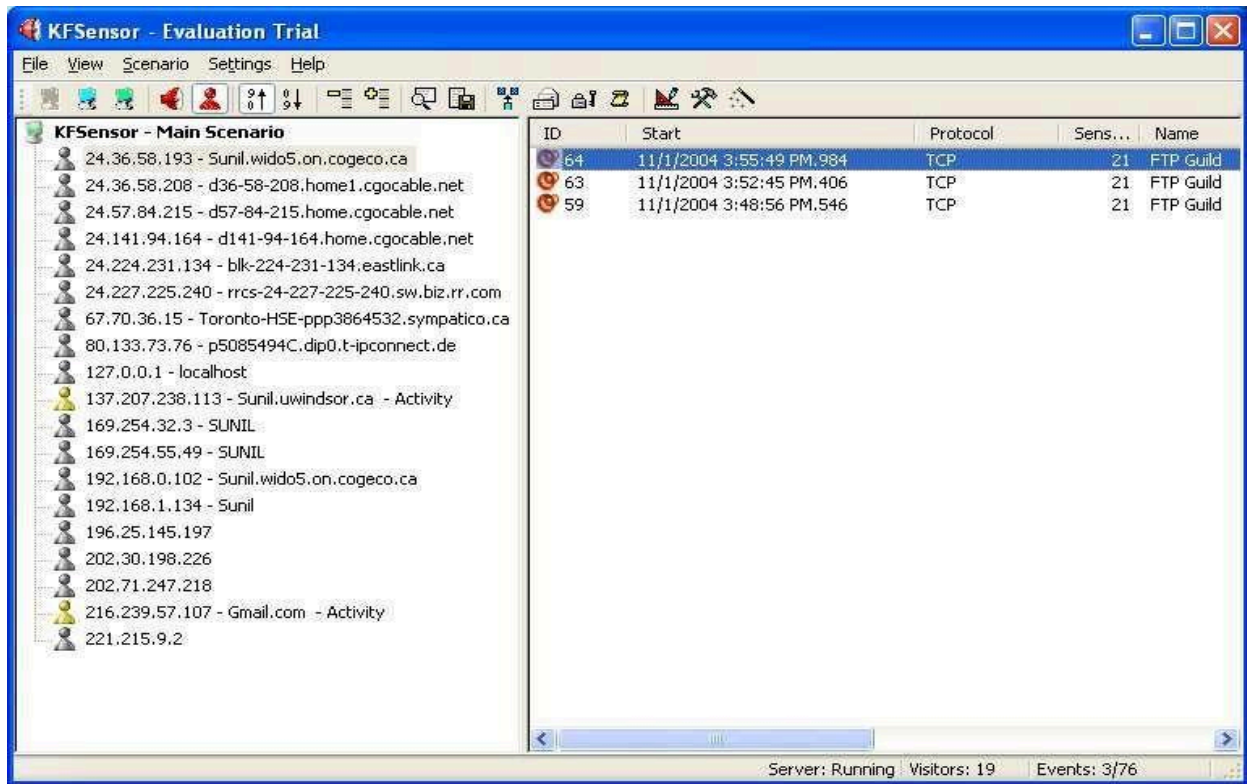 KFSensor - Evaluation Trial
File View Scenario Settings Help
KFSensor - Main Scenario
24.36.58.193 - Sunil.wido5.on.cogeco.ca
24.36.58.208 - d36-58-208.home1.cgocable.net
24.57.84.215 - d57-84-215.home.cgocable.net
24.141.94.164 - d141-94-164.home.cgocable.net
24.224.231.134 - blk-224-231-134.eastlink.ca
24.227.225.240 - rrcs-24-227-225-240.sw.biz.rr.com
67.70.36.15 - Toronto-HSE-ppp3864532.sympatico.ca
80.133.73.76 - p5085494C.dip0.t-ipconnect.de
127.0.0.1 - localhost
137.207.238.113 - Sunil.uwindsor.ca - Activity
169.254.32.3 - SUNIL
169.254.55.49 - SUNIL
192.168.0.102 - Sunil.wido5.on.cogeco.ca
192.168.1.134 - Sunil
196.25.145.197
202.30.198.226
202.71.247.218
216.239.57.107 - Gmail.com - Activity
221.215.9.2
ID Start Protocol Sens... Name
64 11/1/2004 3:55:49 PM.984 TCP 21 FTP Guild
63 11/1/2004 3:52:45 PM.406 TCP 21 FTP Guild
59 11/1/2004 3:48:56 PM.546 TCP 21 FTP Guild
Server: Running Visitors: 19 Events: 3/76